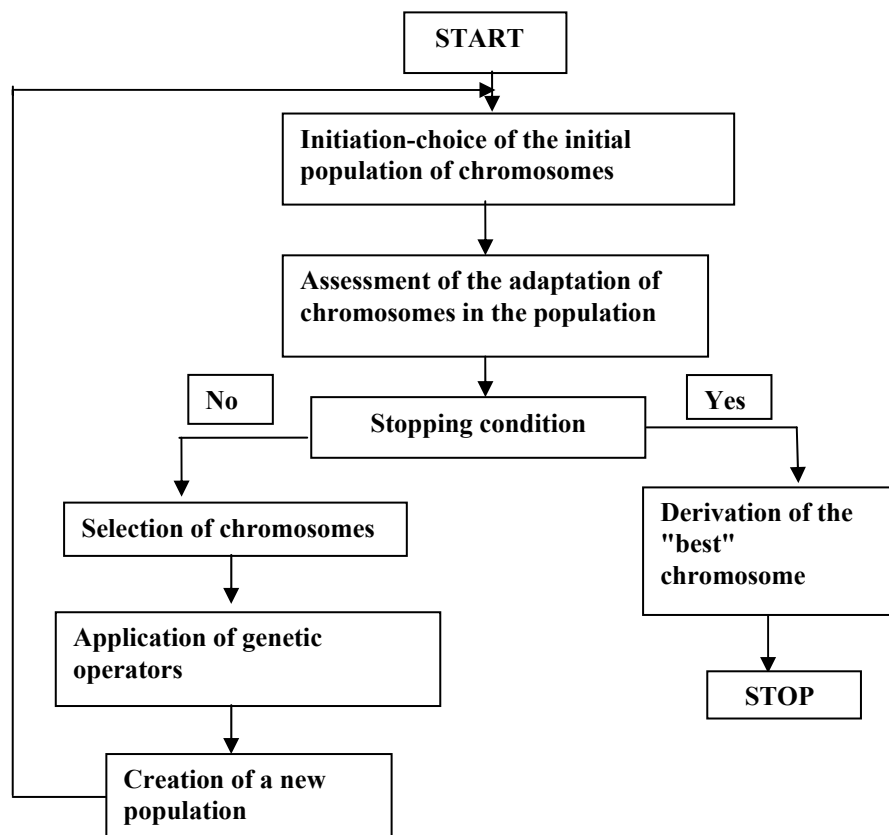 START
Initiation-choice of the initial
population of chromosomes
Assessment of the adaptation of
chromosomes in the population
No
Yes
Stopping condition
Selection of chromosomes
Derivation of the
"best"
chromosome
Application of genetic
operators
STOP
Creation of a new
population